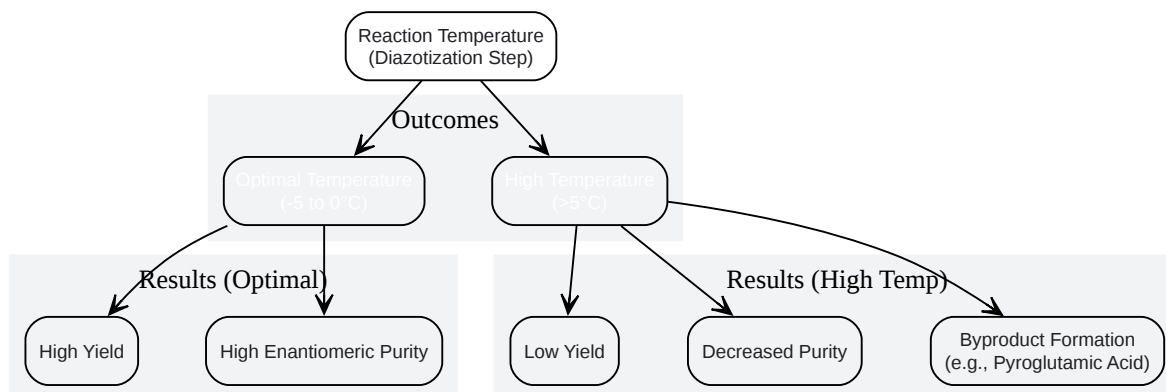 Reaction Temperature
(Diazotization Step)
Outcomes
Optimal Temperature
(-5 to 0°C)
High Temperature
(>5°C)
Results (Optimal)
Results (High Temp)
High Yield
High Enantiomeric Purity
Low Yield
Decreased Purity
Byproduct Formation
(e.g., Pyroglutamic Acid)